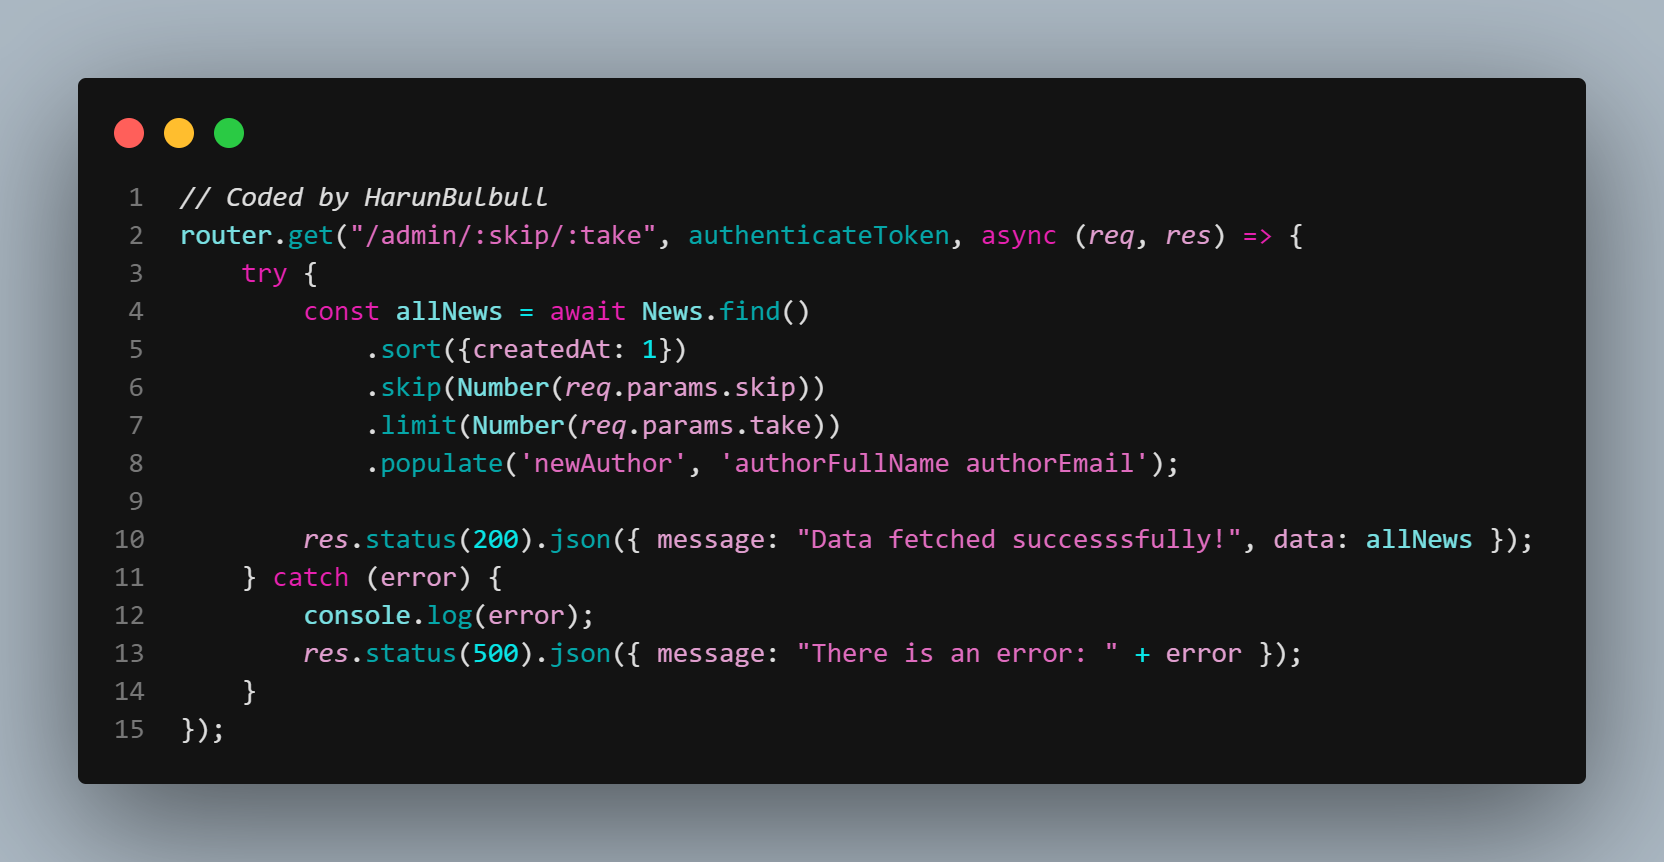 1 // Coded by HarunBulbull
2 router.get("/admin/:skip/:take", authenticateToken, async (req, res) => {
3     try {
4         const allNews = await News.find()
5             .sort({createdAt: 1})
6             .skip(Number(req.params.skip))
7             .limit(Number(req.params.take))
8             .populate('newAuthor', 'authorFullName authorEmail');
9
10         res.status(200).json({ message: "Data fetched successsfully!", data: allNews });
11     } catch (error) {
12         console.log(error);
13         res.status(500).json({ message: "There is an error: " + error });
14     }
15 });